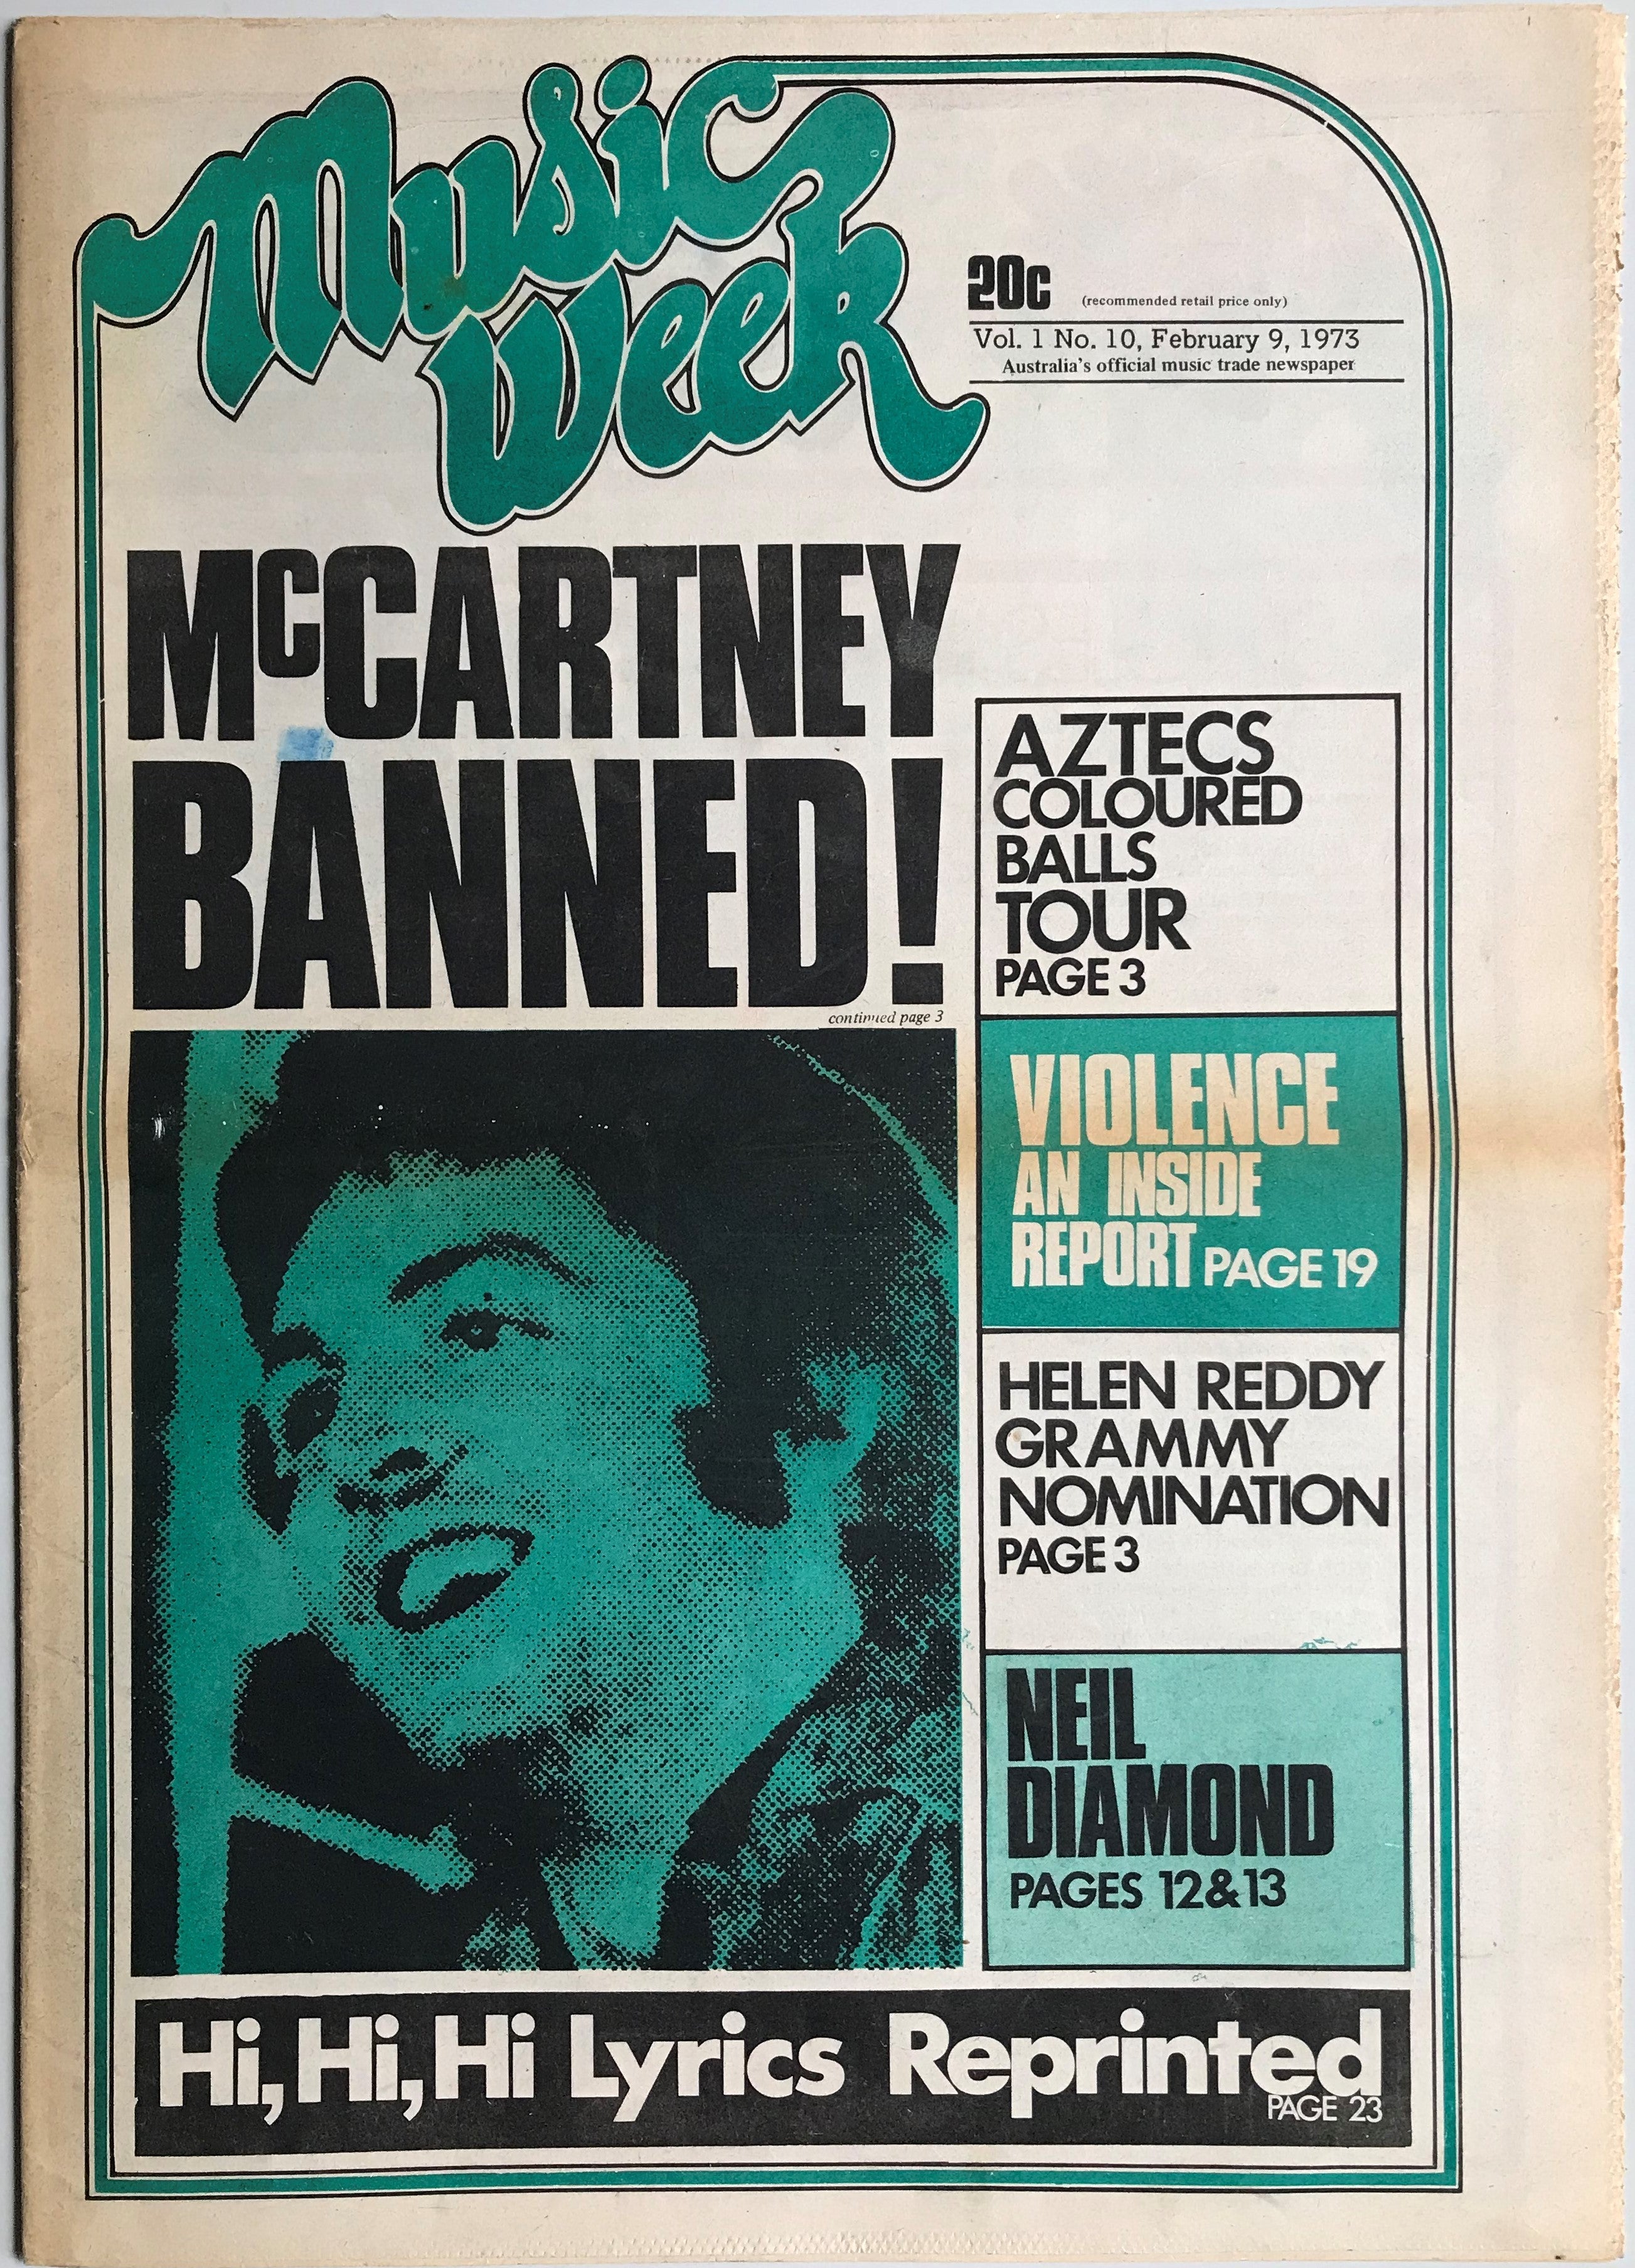 Music
Week
20c (recommended retail price only)
Vol. 1 No. 10, February 9, 1973
Australia's official music trade newspaper
McCARTNEY
BANNED!
continued page 3
AZTECS
COLOURED
BALLS
TOUR
PAGE 3
VIOLENCE
AN INSIDE
REPORT PAGE 19
HELEN REDDY
GRAMMY
NOMINATION
PAGE 3
NEIL
DIAMOND
PAGES 12&13
Hi, Hi, Hi Lyrics Reprinted
PAGE 23